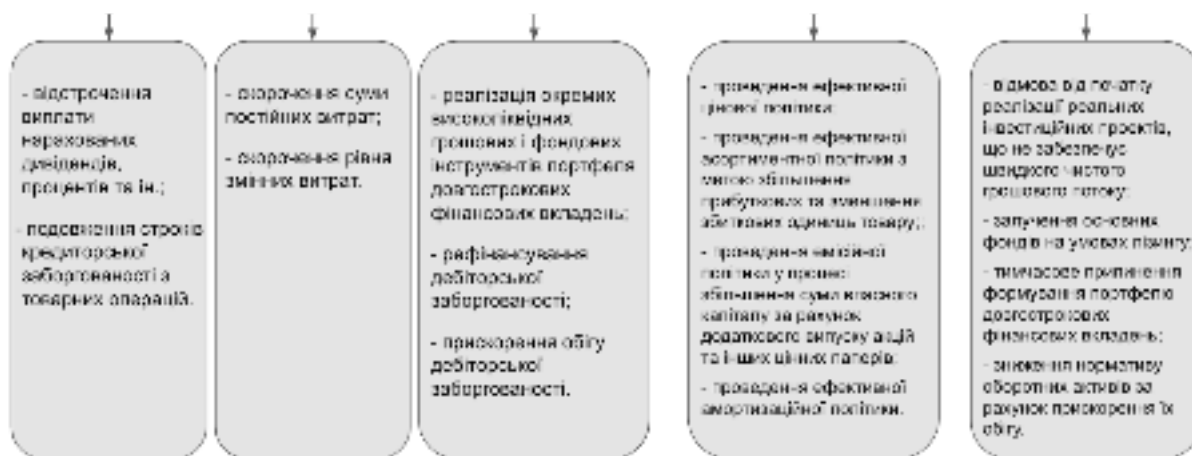 - відстрочення
виплати
нарахованих
дивідендів,
процентів та ін.;
- подовження строків
кредиторської
заборгованості з
товарних операцій.
- скорочення суми
постійних витрат;
- скорочення рівня
змінних витрат.
- реалізація окремих
високоліквідних
грошових і фондових
інструментів портфеля
довгострокових
фінансових вкладень;
- рефінансування
дебіторської
заборгованості;
- прискорення обігу
дебіторської
заборгованості.
- проведення ефективної
цінової політики;
- проведення ефективної
асортиментної політики з
метою збільшення
прибуткових та зменшення
збиткових одиниць товару;;
- проведення емісійної
політики у процесі
збільшення суми власного
капіталу за рахунок
додаткового випуску акцій
та інших цінних паперів;
- проведення ефективної
амортизаційної політики.
- відмова від початку
реалізації реальних
інвестиційних проектів,
що не забезпечує
швидкого чистого
грошового потоку;
- залучення основних
фондів на умовах лізингу;
- тимчасове припинення
формування портфелю
довгострокових
фінансових вкладень;
- зниження нормативу
оборотних активів за
рахунок прискорення їх
обігу.